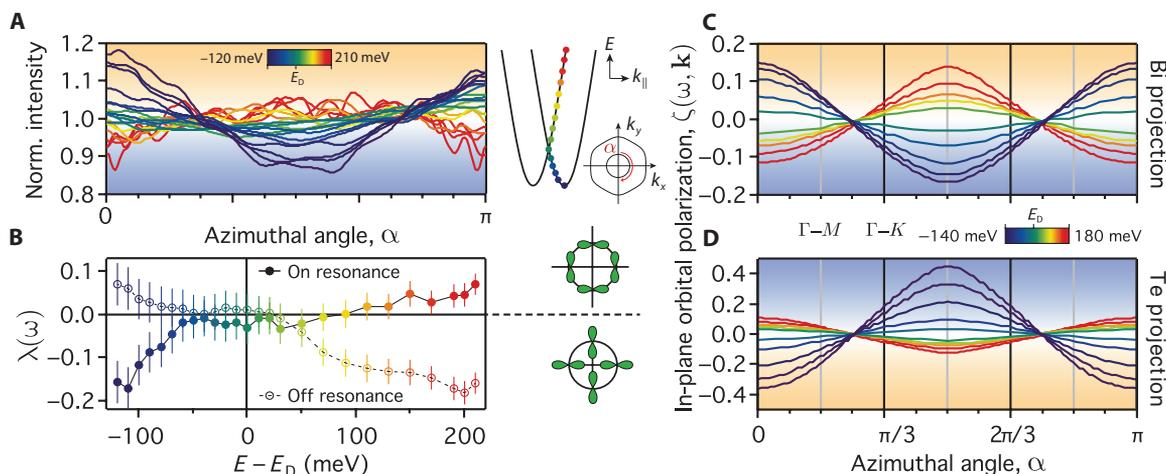 A
1.2
1.1
1.0
0.9
0.8
Norm. intensity
−120 meV
210 meV
E_D
0
π
Azimuthal angle, α
E
k_||
k_y
α
k_x
B
0.1
0.0
−0.1
−0.2
λ(ω)
On resonance
Off resonance
−100
0
100
200
E − E_D (meV)
C
0.2
0.1
0.0
−0.1
−0.2
Bi projection
In-plane orbital polarization, ζ(ω, k)
Γ–M
Γ–K
−140 meV
E_D
180 meV
D
0.4
0.2
0.0
−0.2
−0.4
Te projection
0
π/3
2π/3
π
Azimuthal angle, α